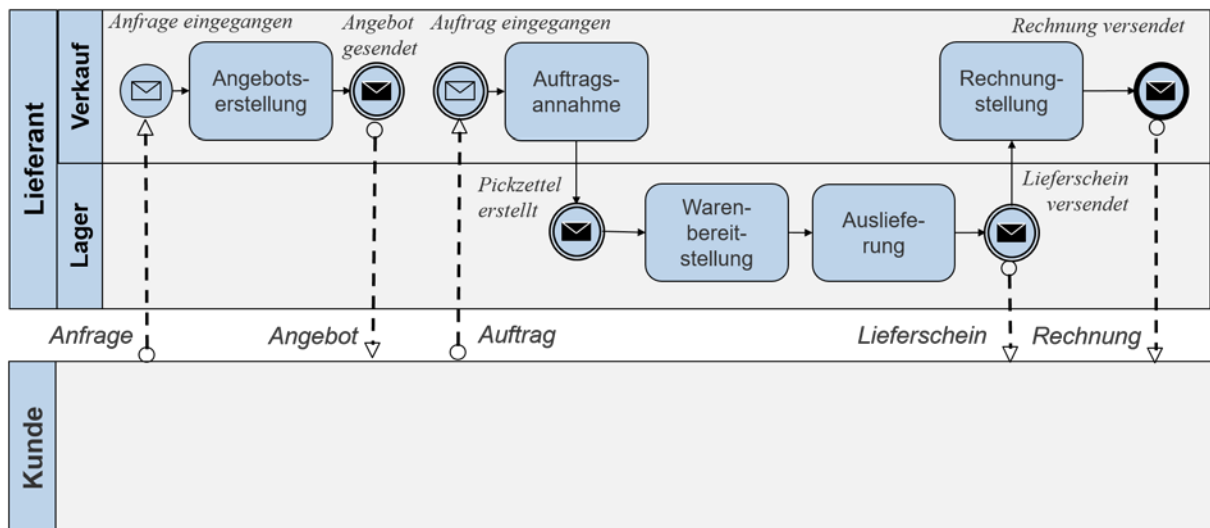 Lieferant
Verkauf
Anfrage eingegangen
Angebots-
erstellung
Angebot
gesendet
Auftrag eingegangen
Auftrags-
annahme
Rechnung-
stellung
Rechnung versendet
Lager
Pickzettel
erstellt
Waren-
bereit-
stellung
Ausliefe-
rung
Lieferschein
versendet
Anfrage
Angebot
Auftrag
Lieferschein
Rechnung
Kunde